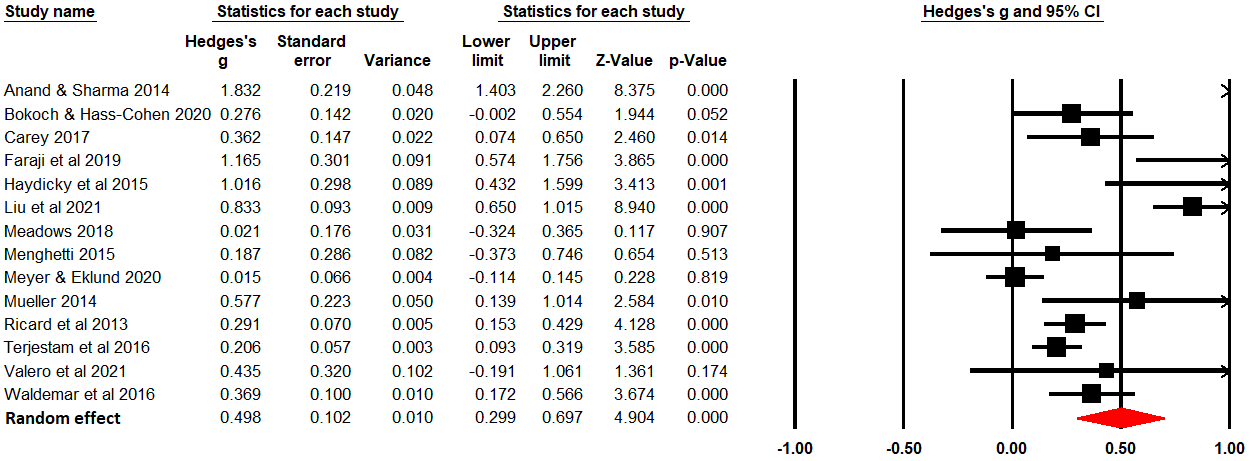 Study name Statistics for each study Statistics for each study Hedges's g and 95% CI
Hedges's Standard Lower Upper
g error Variance limit limit Z-Value p-Value
Anand & Sharma 2014 1.832 0.219 0.048 1.403 2.260 8.375 0.000
Bokoch & Hass-Cohen 2020 0.276 0.142 0.020 -0.002 0.554 1.944 0.052
Carey 2017 0.362 0.147 0.022 0.074 0.650 2.460 0.014
Faraji et al 2019 1.165 0.301 0.091 0.574 1.756 3.865 0.000
Haydicky et al 2015 1.016 0.298 0.089 0.432 1.599 3.413 0.001
Liu et al 2021 0.833 0.093 0.009 0.650 1.015 8.940 0.000
Meadows 2018 0.021 0.176 0.031 -0.324 0.365 0.117 0.907
Menghetti 2015 0.187 0.286 0.082 -0.373 0.746 0.654 0.513
Meyer & Eklund 2020 0.015 0.066 0.004 -0.114 0.145 0.228 0.819
Mueller 2014 0.577 0.223 0.050 0.139 1.014 2.584 0.010
Ricard et al 2013 0.291 0.070 0.005 0.153 0.429 4.128 0.000
Terjestam et al 2016 0.206 0.057 0.003 0.093 0.319 3.585 0.000
Valero et al 2021 0.435 0.320 0.102 -0.191 1.061 1.361 0.174
Waldemar et al 2016 0.369 0.100 0.010 0.172 0.566 3.674 0.000
Random effect 0.498 0.102 0.010 0.299 0.697 4.904 0.000
-1.00 -0.50 0.00 0.50 1.00